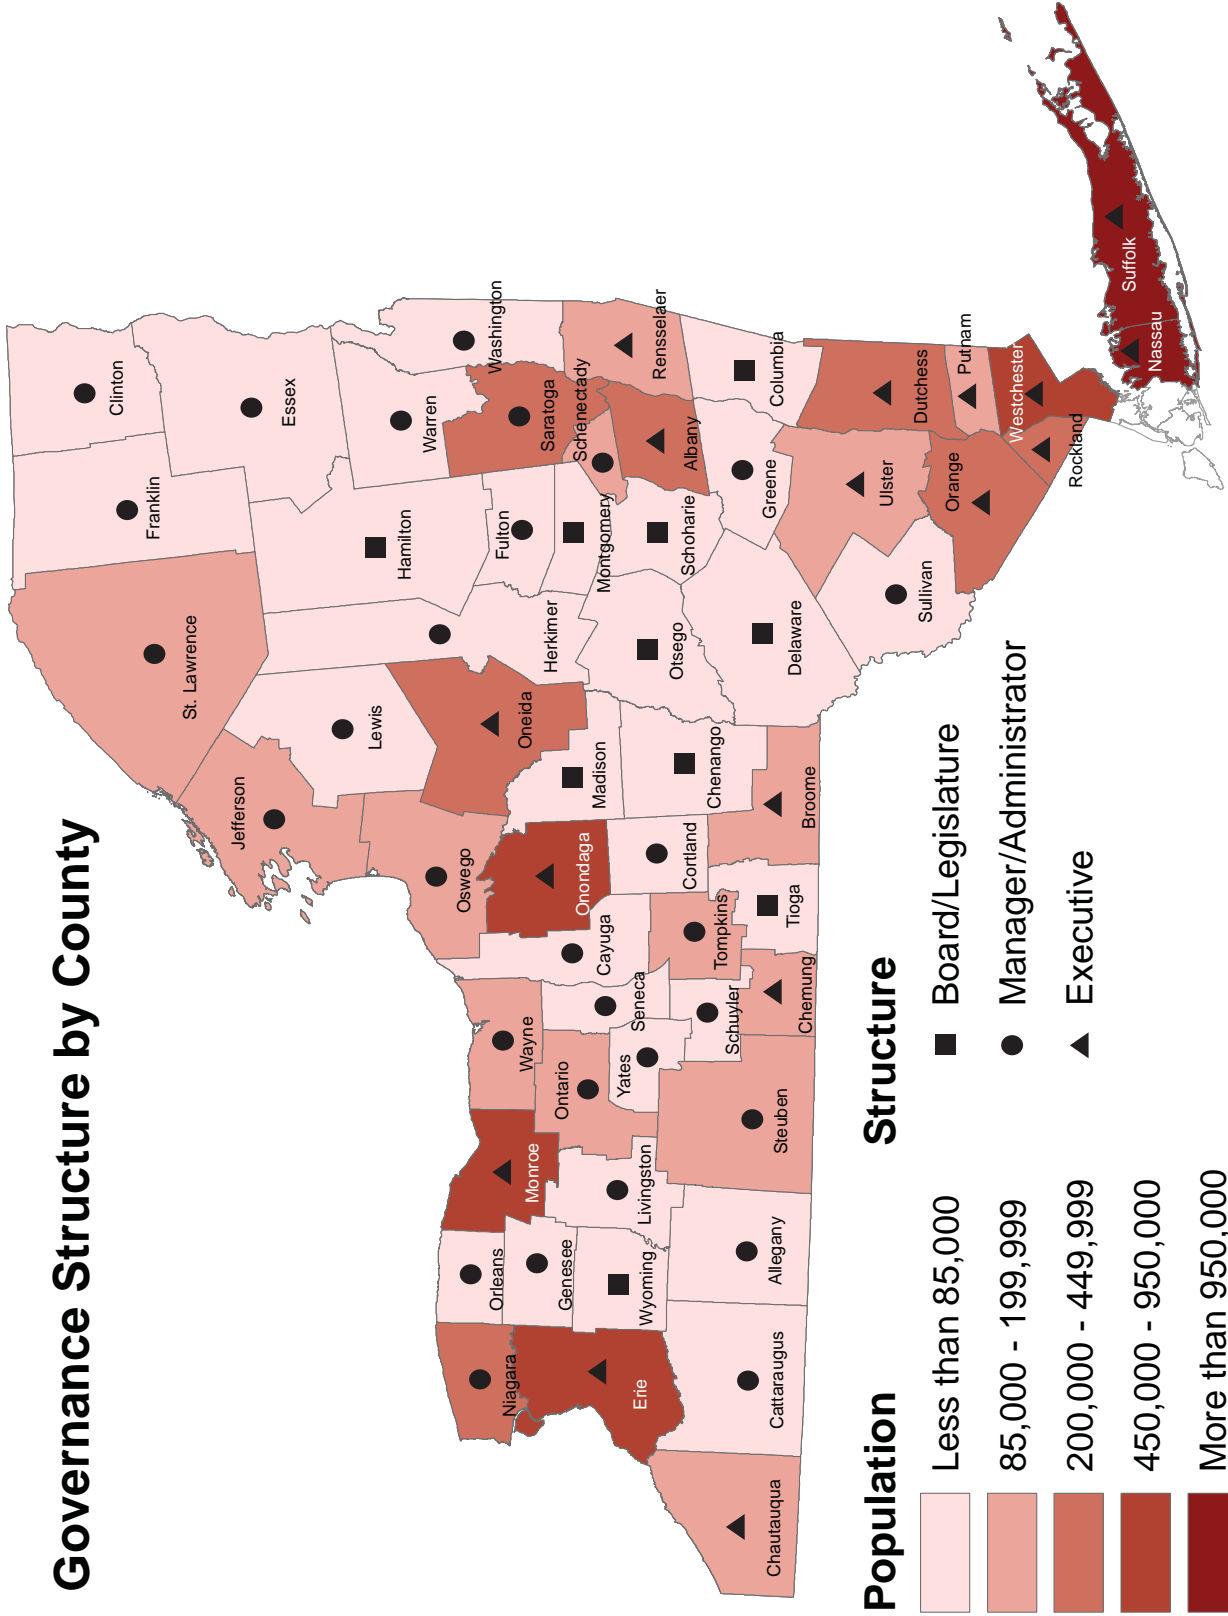 Governance Structure by County
Clinton
Franklin
Essex
St. Lawrence
Jefferson
Lewis
Hamilton
Warren
Washington
Herkimer
Oswego
Oneida
Fulton
Saratoga
Niagara
Orleans
Monroe
Wayne
Cayuga
Onondaga
Madison
Montgomery
Schenectady
Rensselaer
Genesee
Ontario
Seneca
Erie
Wyoming
Livingston
Yates
Otsego
Schoharie
Albany
Cortland
Chenango
Tompkins
Schuyler
Chautauqua
Cattaraugus
Allegany
Steuben
Chemung
Tioga
Broome
Delaware
Greene
Columbia
Ulster
Dutchess
Sullivan
Orange
Putnam
Westchester
Rockland
Nassau
Suffolk
Population
Less than 85,000
85,000 - 199,999
200,000 - 449,999
450,000 - 950,000
More than 950,000
Structure
Board/Legislature
Manager/Administrator
Executive